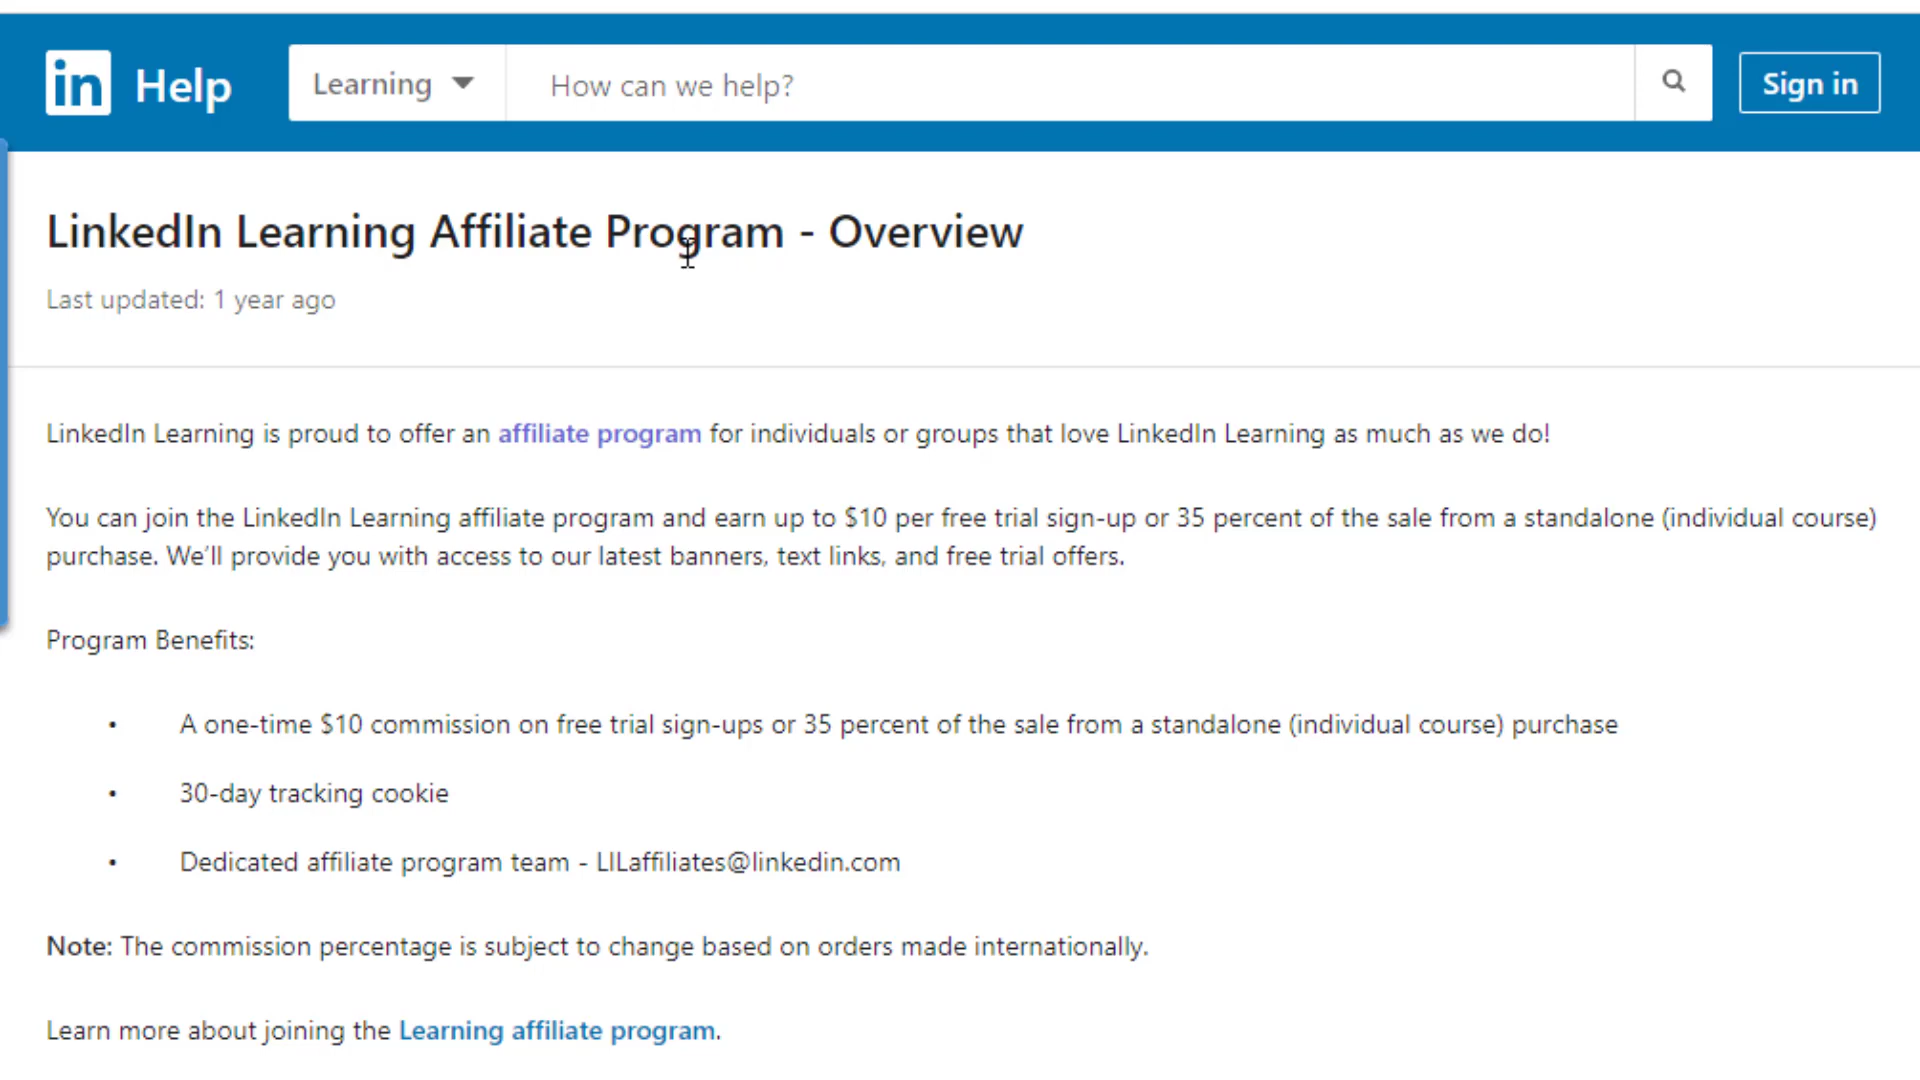 in Help Learning How can we help? Sign in
LinkedIn Learning Affiliate Program - Overview
Last updated: 1 year ago
LinkedIn Learning is proud to offer an affiliate program for individuals or groups that love LinkedIn Learning as much as we do!
You can join the LinkedIn Learning affiliate program and earn up to $10 per free trial sign-up or 35 percent of the sale from a standalone (individual course)
purchase. We’ll provide you with access to our latest banners, text links, and free trial offers.
Program Benefits:
• A one-time $10 commission on free trial sign-ups or 35 percent of the sale from a standalone (individual course) purchase
• 30-day tracking cookie
• Dedicated affiliate program team - LILaffiliates@linkedin.com
Note: The commission percentage is subject to change based on orders made internationally.
Learn more about joining the Learning affiliate program.